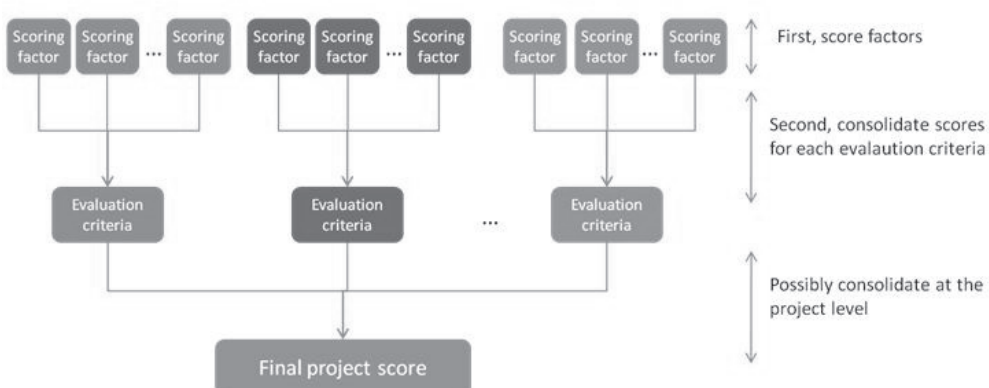 Scoring
factor
Scoring
factor
...
Scoring
factor
Scoring
factor
Scoring
factor
...
Scoring
factor
Scoring
factor
Scoring
factor
...
Scoring
factor
First, score factors
Second, consolidate scores
for each evalaution criteria
Evaluation
criteria
Evaluation
criteria
...
Evaluation
criteria
Possibly consolidate at the
project level
Final project score